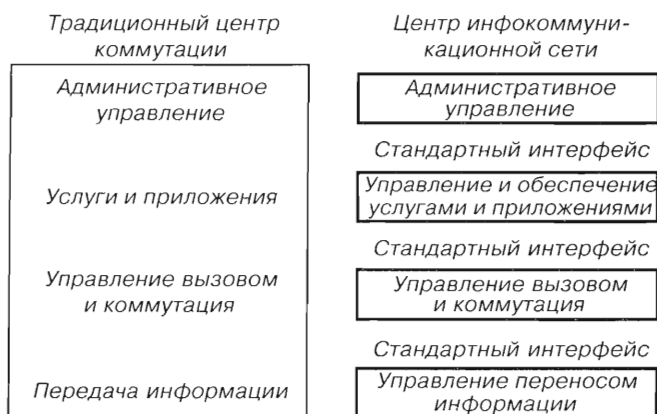 Традиционный центр
коммутации
Административное
управление
Услуги и приложения
Управление вызовом
и коммутация
Передача информации
Центр инфокоммуни-
кационной сети
Административное
управление
Стандартный интерфейс
Управление и обеспечение
услугами и приложениями
Стандартный интерфейс
Управление вызовом
и коммутация
Стандартный интерфейс
Управление переносом
информации